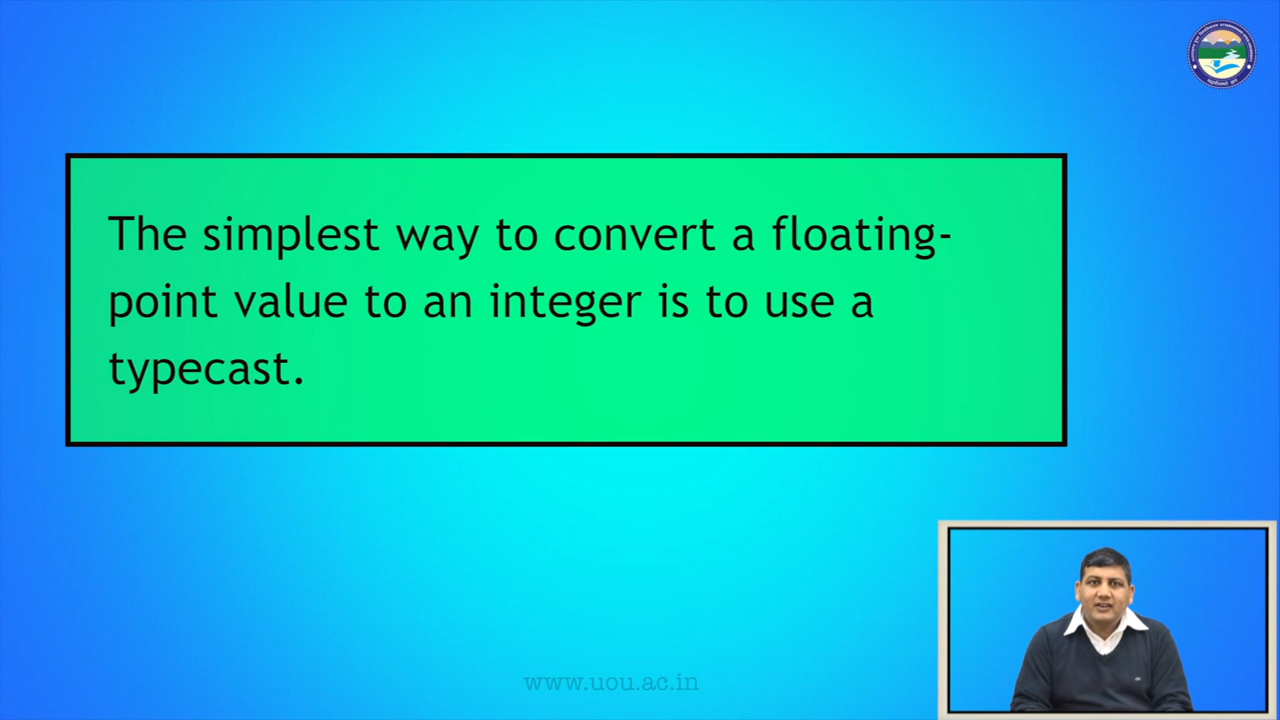 The simplest way to convert a floating-
point value to an integer is to use a
typecast.
www.uou.ac.in